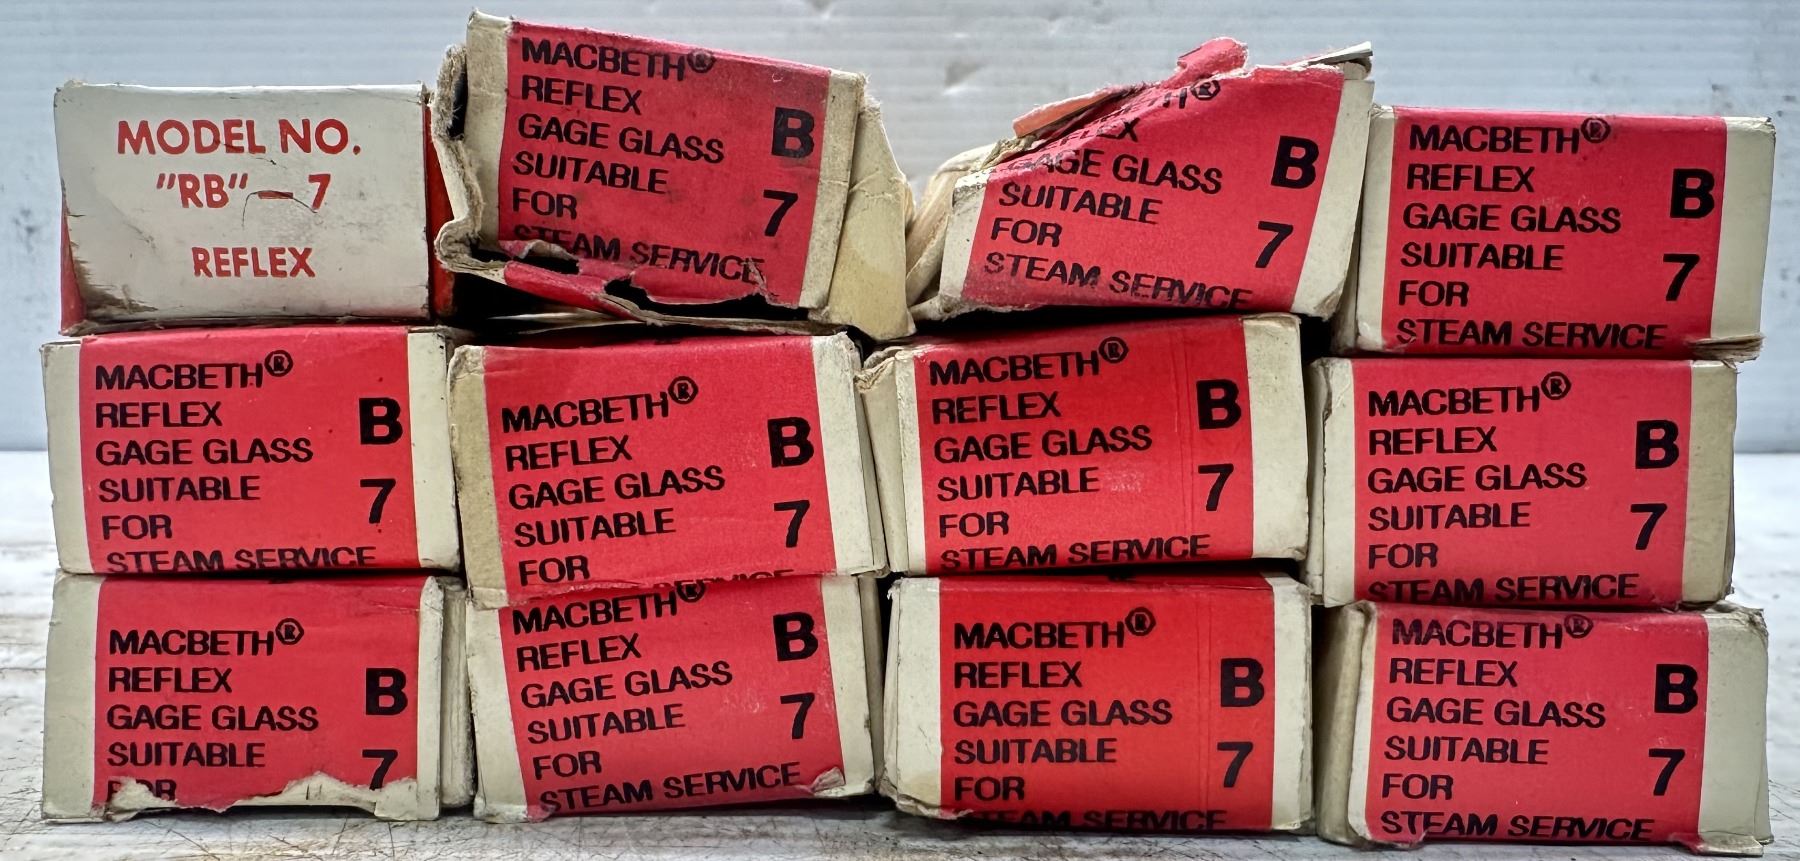 MODEL NO.
"RB" - 7
REFLEX
MACBETH®
REFLEX
GAGE GLASS
SUITABLE
FOR
STEAM SERVICE
B
7
GAGE GLASS
SUITABLE
FOR
STEAM SERVICE
B
7
MACBETH®
REFLEX
GAGE GLASS
SUITABLE
FOR
STEAM SERVICE
B
7
MACBETH®
REFLEX
GAGE GLASS
SUITABLE
FOR
STEAM SERVICE
B
7
MACBETH®
REFLEX
GAGE GLASS
SUITABLE
FOR
STEAM SERVICE
B
7
MACBETH®
REFLEX
GAGE GLASS
SUITABLE
FOR
STEAM SERVICE
B
7
MACBETH®
REFLEX
GAGE GLASS
SUITABLE
FOR
STEAM SERVICE
B
7
MACBETH®
REFLEX
GAGE GLASS
SUITABLE
FOR
B
7
MACBETH®
REFLEX
GAGE GLASS
SUITABLE
FOR
STEAM SERVICE
B
7
MACBETH®
REFLEX
GAGE GLASS
SUITABLE
FOR
STEAM SERVICE
B
7
MACBETH®
REFLEX
GAGE GLASS
SUITABLE
FOR
STEAM SERVICE
B
7